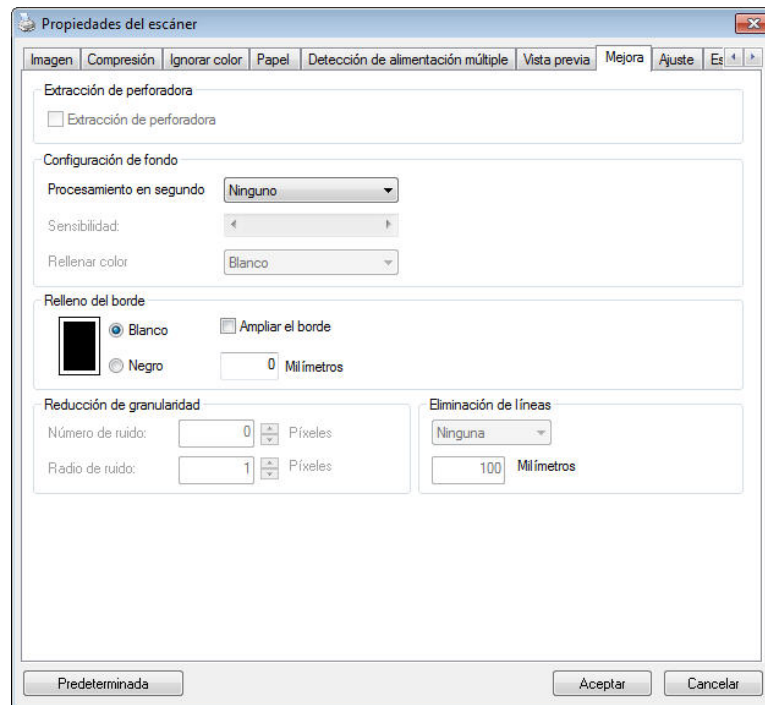 Propiedades del escáner
Imagen Compresión Ignorar color Papel Detección de alimentación múltiple Vista previa Mejora Ajuste Es
Extracción de perforadora
Extracción de perforadora
Configuración de fondo
Procesamiento en segundo Ninguno
Sensibilidad:
Rellenar color Blanco
Relleno del borde
Blanco Ampliar el borde
Negro 0 Milímetros
Reducción de granularidad Eliminación de líneas
Número de ruido: 0 Píxeles Ninguna
Radio de ruido: 1 Píxeles 100 Milímetros
Predeterminada Aceptar Cancelar